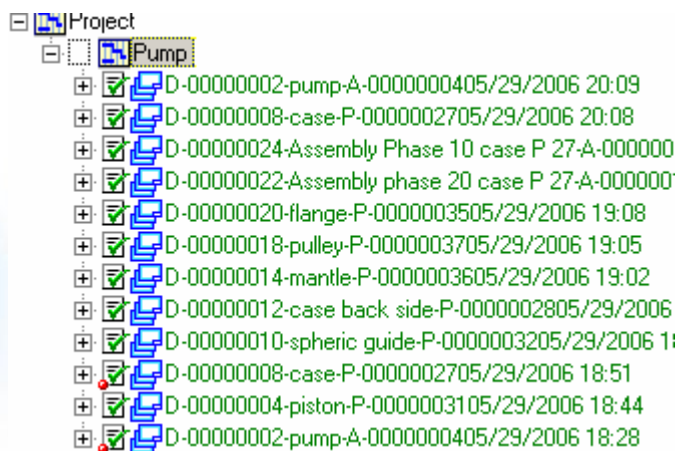 Project
Pump
D-00000002-pump-A-0000000405/29/2006 20:09
D-00000008-case-P-0000002705/29/2006 20:08
D-00000024-Assembly Phase 10 case P 27-A-000000
D-00000022-Assembly phase 20 case P 27-A-0000001
D-00000020-flange-P-0000003505/29/2006 19:08
D-00000018-pulley-P-0000003705/29/2006 19:05
D-00000014-mantle-P-0000003605/29/2006 19:02
D-00000012-case back side-P-0000002805/29/2006
D-00000010-spheric guide-P-0000003205/29/2006 18
D-00000008-case-P-0000002705/29/2006 18:51
D-00000004-piston-P-0000003105/29/2006 18:44
D-00000002-pump-A-0000000405/29/2006 18:28